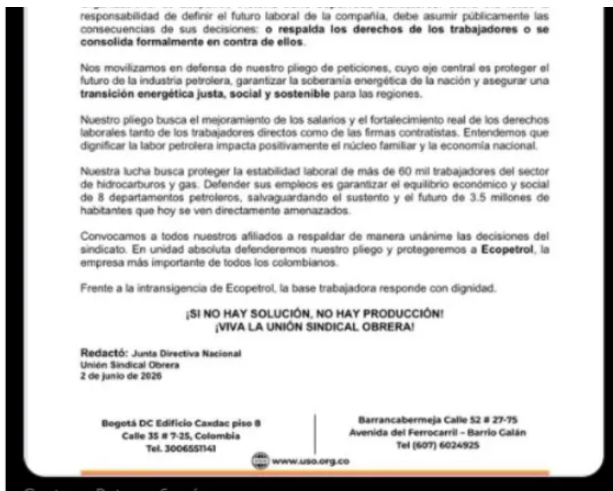 responsabilidad de definir el futuro laboral de la compañía, debe asumir públicamente las
consecuencias de sus decisiones: o respalda los derechos de los trabajadores o se
consolida formalmente en contra de ellos.
Nos movilizamos en defensa de nuestro pliego de peticiones, cuyo eje central es proteger el
futuro de la industria petrolera, garantizar la soberanía energética de la nación y asegurar una
transición energética justa, social y sostenible para las regiones.
Nuestro pliego busca el mejoramiento de los salarios y el fortalecimiento real de los derechos
laborales tanto de los trabajadores directos como de las firmas contratistas. Entendemos que
dignificar la labor petrolera impacta positivamente el núcleo familiar y la economía nacional.
Nuestra lucha busca proteger la estabilidad laboral de más de 60 mil trabajadores del sector
de hidrocarburos y gas. Defender sus empleos es garantizar el equilibrio económico y social
de 8 departamentos petroleros, salvaguardando el sustento y el futuro de 3.5 millones de
habitantes que hoy se ven directamente amenazados.
Convocamos a todos nuestros afiliados a respaldar de manera unánime las decisiones del
sindicato. En unidad absoluta defenderemos nuestro pliego y protegeremos a Ecopetrol, la
empresa más importante de todos los colombianos.
Frente a la intransigencia de Ecopetrol, la base trabajadora responde con dignidad.
¡SI NO HAY SOLUCIÓN, NO HAY PRODUCCIÓN!
¡VIVA LA UNIÓN SINDICAL OBRERA!
Redactó: Junta Directiva Nacional
Unión Sindical Obrera
2 de junio de 2026
Bogotá DC Edificio Caxdac piso 8
Calle 35 # 7-25, Colombia
Tel. 3006551141
Barrancabermeja Calle 52 # 27-75
Avenida del Ferrocarril – Barrio Galán
Tel (607) 6024925
www.uso.org.co